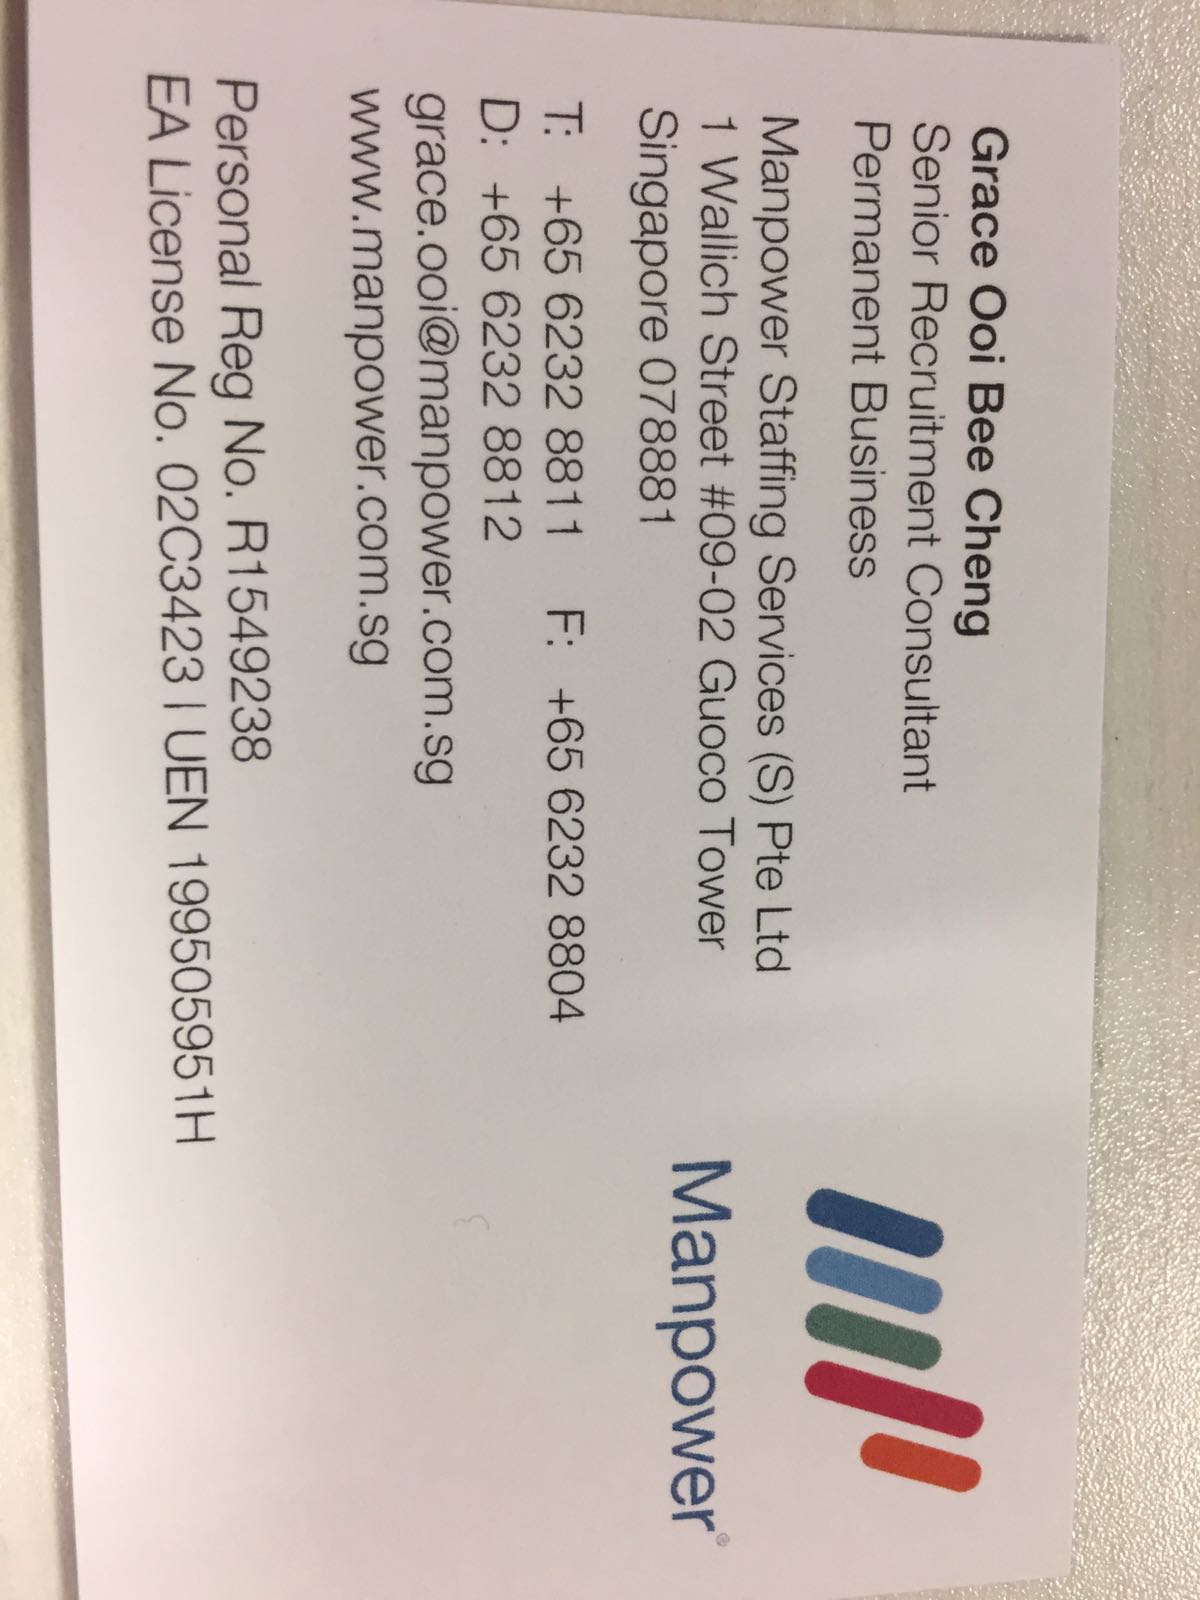 Grace Ooi Bee Cheng
Senior Recruitment Consultant
Permanent Business
Manpower Staffing Services (S) Pte Ltd
1 Wallich Street #09-02 Guoco Tower
Singapore 078881
T: +65 6232 8811 F: +65 6232 8804
D: +65 6232 8812
grace.ooi@manpower.com.sg
www.manpower.com.sg
Personal Reg No. R1549238
EA License No. 02C3423 | UEN 199505951H
Manpower®